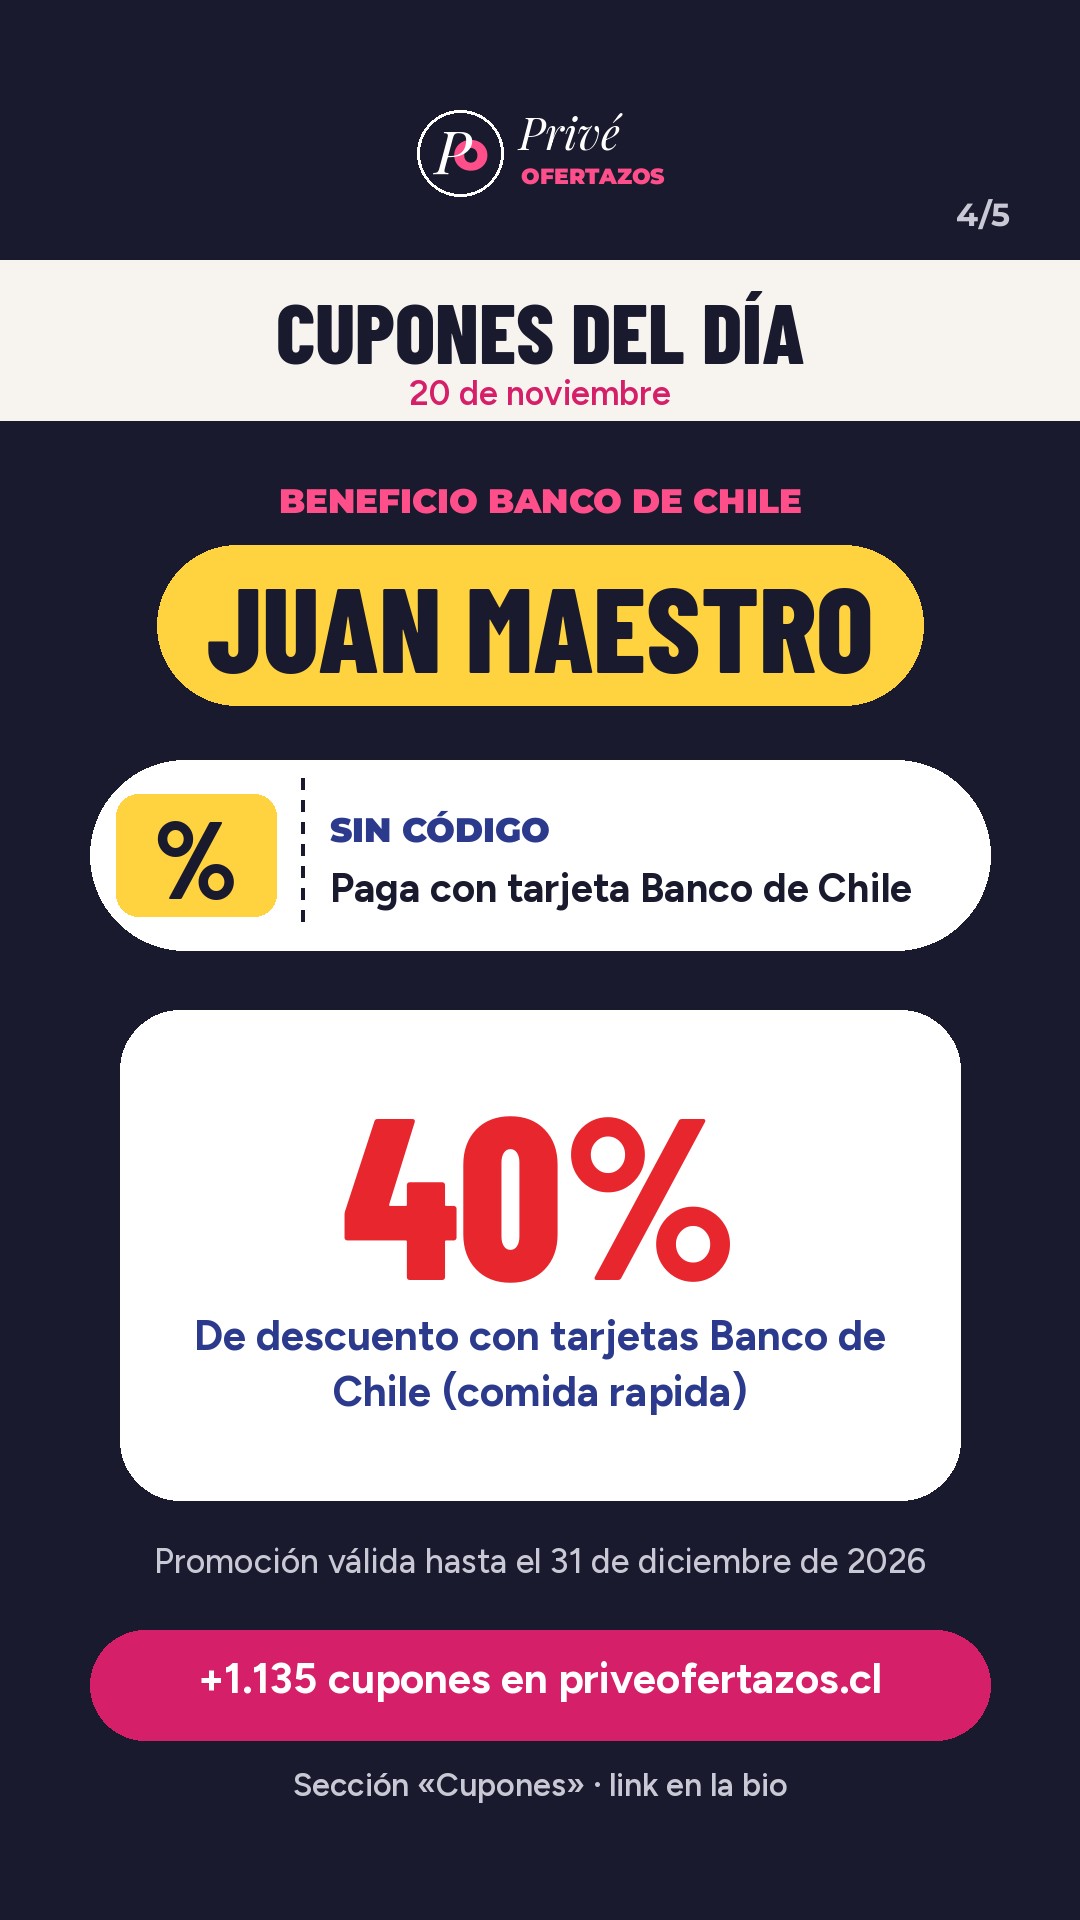 Po
Privé
OFERTAZOS
4/5
CUPONES DEL DÍA
20 de noviembre
BENEFICIO BANCO DE CHILE
JUAN MAESTRO
%
SIN CÓDIGO
Paga con tarjeta Banco de Chile
40%
De descuento con tarjetas Banco de
Chile (comida rapida)
Promoción válida hasta el 31 de diciembre de 2026
+1.135 cupones en priveofertazos.cl
Sección «Cupones» · link en la bio